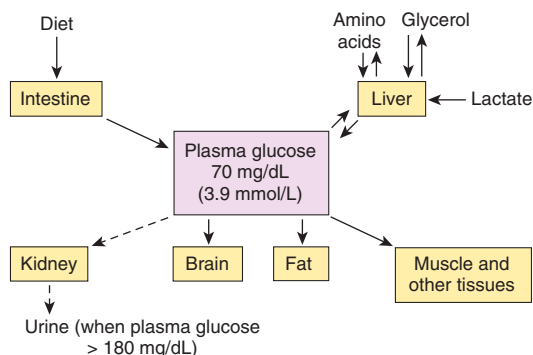 Diet
Amino
acids
Glycerol
Intestine
Liver
Lactate
Plasma glucose
70 mg/dL
(3.9 mmol/L)
Kidney
Brain
Fat
Muscle and
other tissues
Urine (when plasma glucose
> 180 mg/dL)